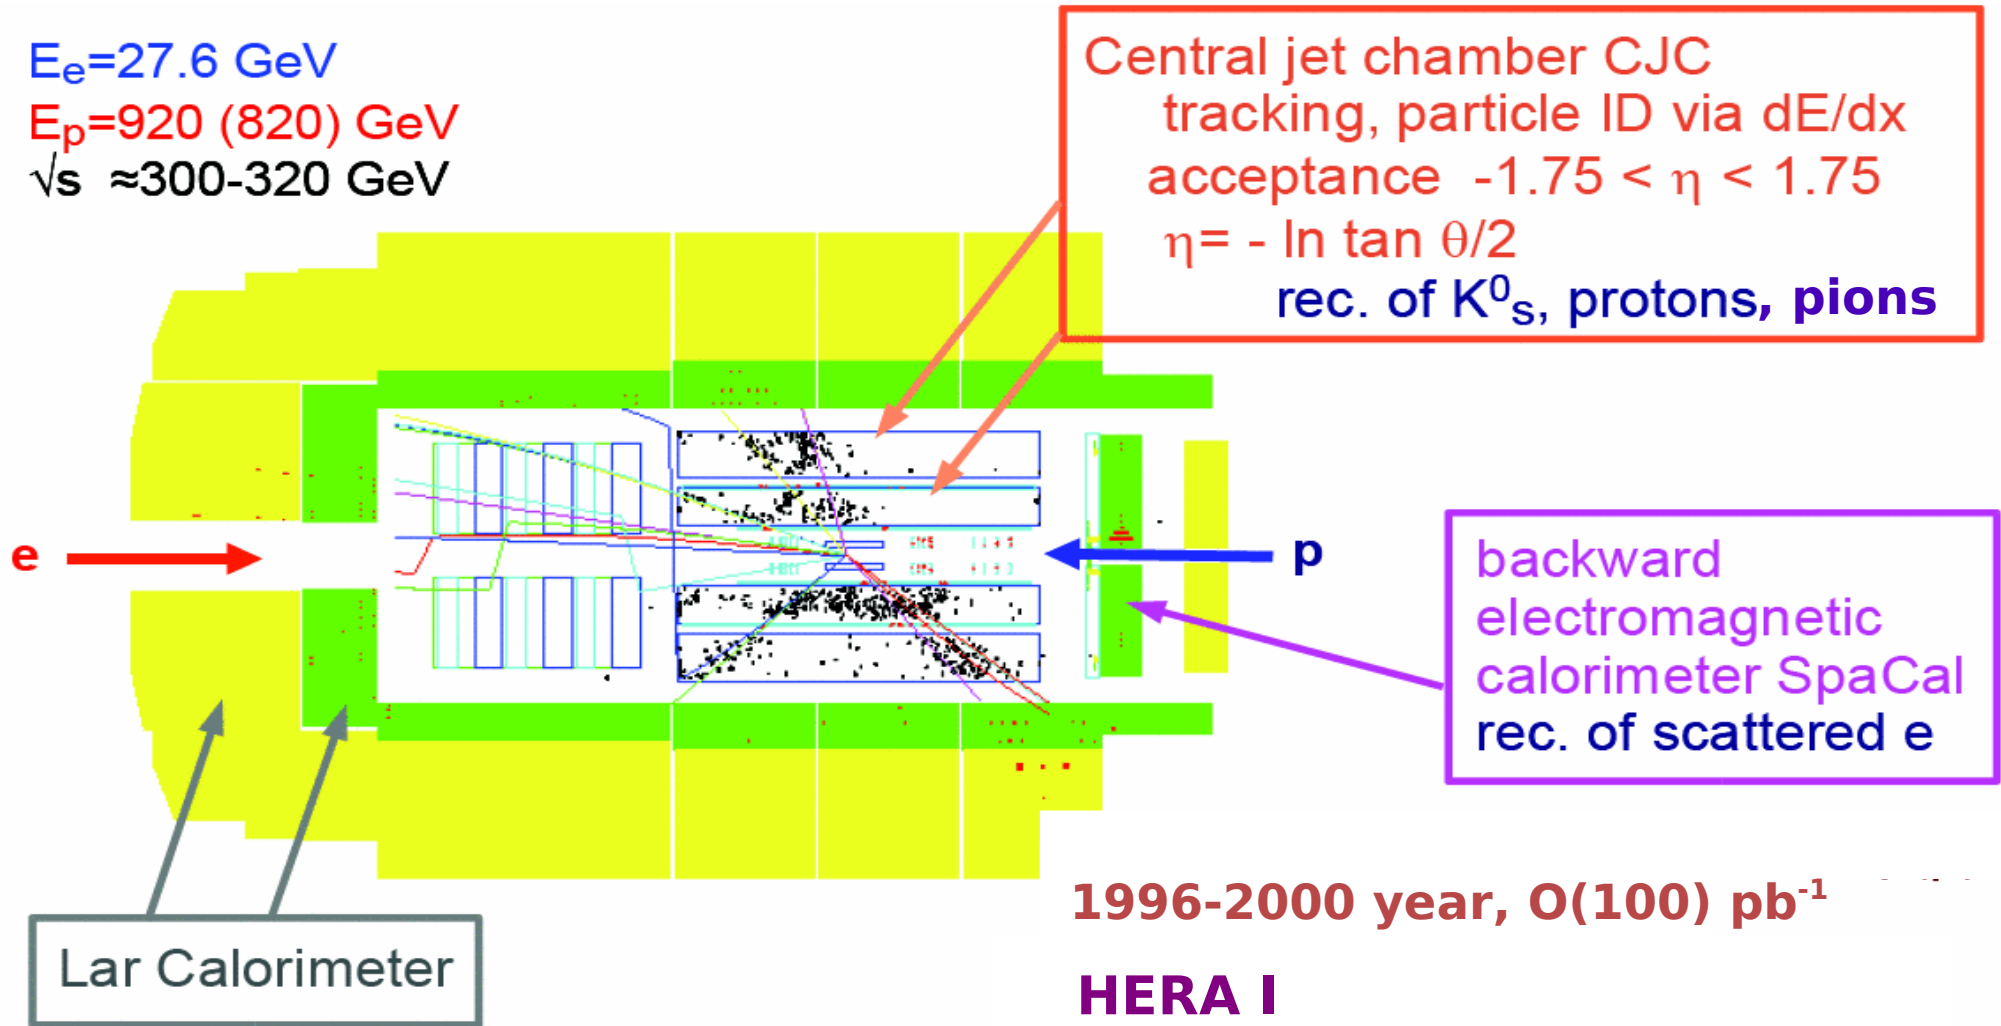 E_e=27.6 GeV
E_p=920 (820) GeV
√s ≈300-320 GeV
Central jet chamber CJC
tracking, particle ID via dE/dx
acceptance -1.75 < η < 1.75
η= - ln tan θ/2
rec. of K⁰s, protons, pions
e
p
backward
electromagnetic
calorimeter SpaCal
rec. of scattered e
Lar Calorimeter
1996-2000 year, O(100) pb⁻¹
HERA I